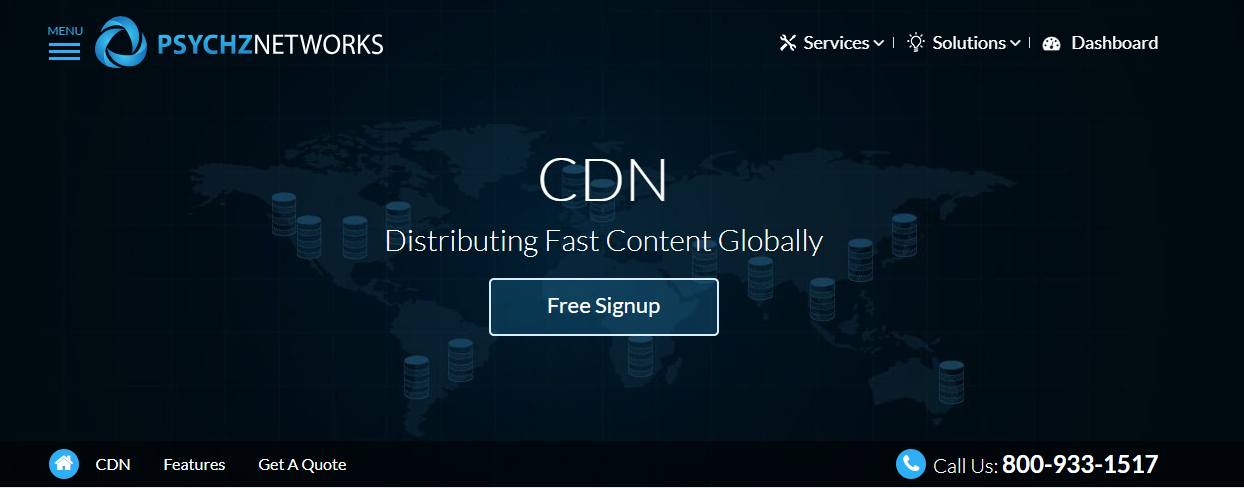 MENU
PSYCHZNETWORKS
Services
Solutions
Dashboard
CDN
Distributing Fast Content Globally
Free Signup
CDN
Features
Get A Quote
Call Us: 800-933-1517